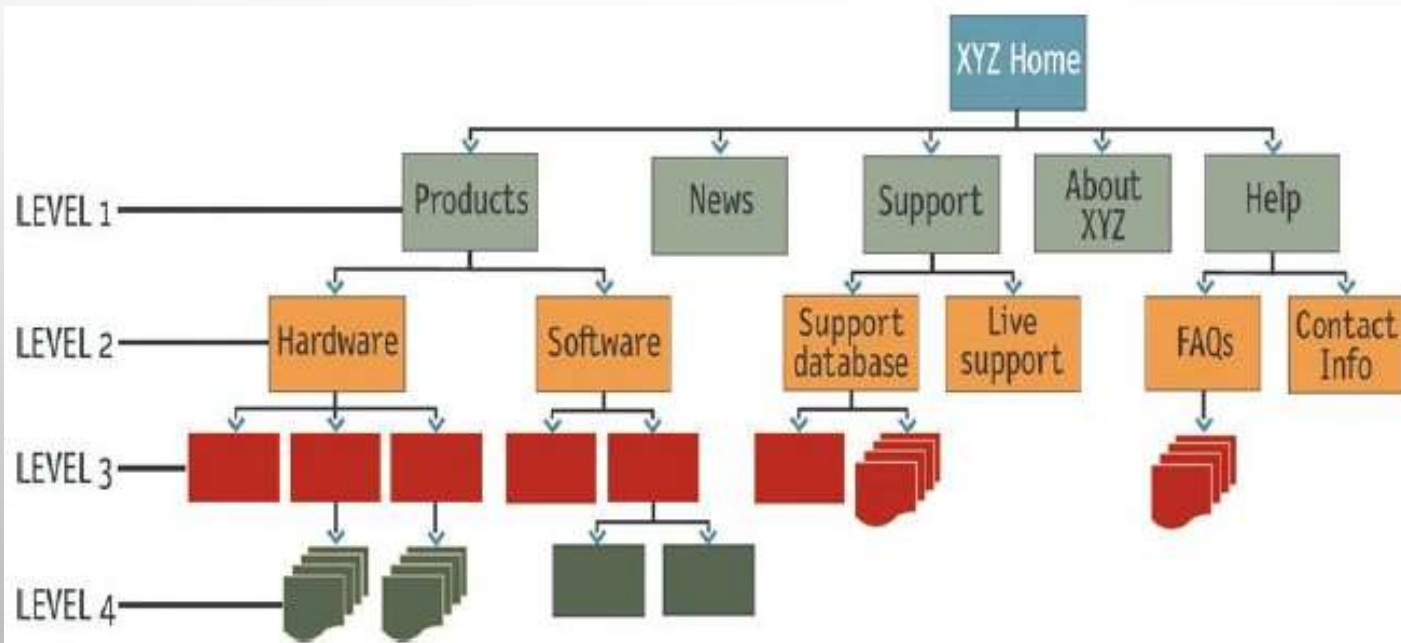 XYZ Home
LEVEL 1
Products
News
Support
About
XYZ
Help
LEVEL 2
Hardware
Software
Support
database
Live
support
FAQs
Contact
Info
LEVEL 3
LEVEL 4